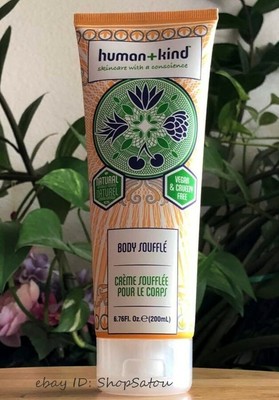 human+kind
skincare with a conscience
NATURAL
NATUREL
VEGAN &
CRUELTY
FREE
BODY SOUFFLÉ
CRÈME SOUFFLÉE
POUR LE CORPS
6.76Fl. Oz.℮(200mL)
ebay ID: ShopSatou